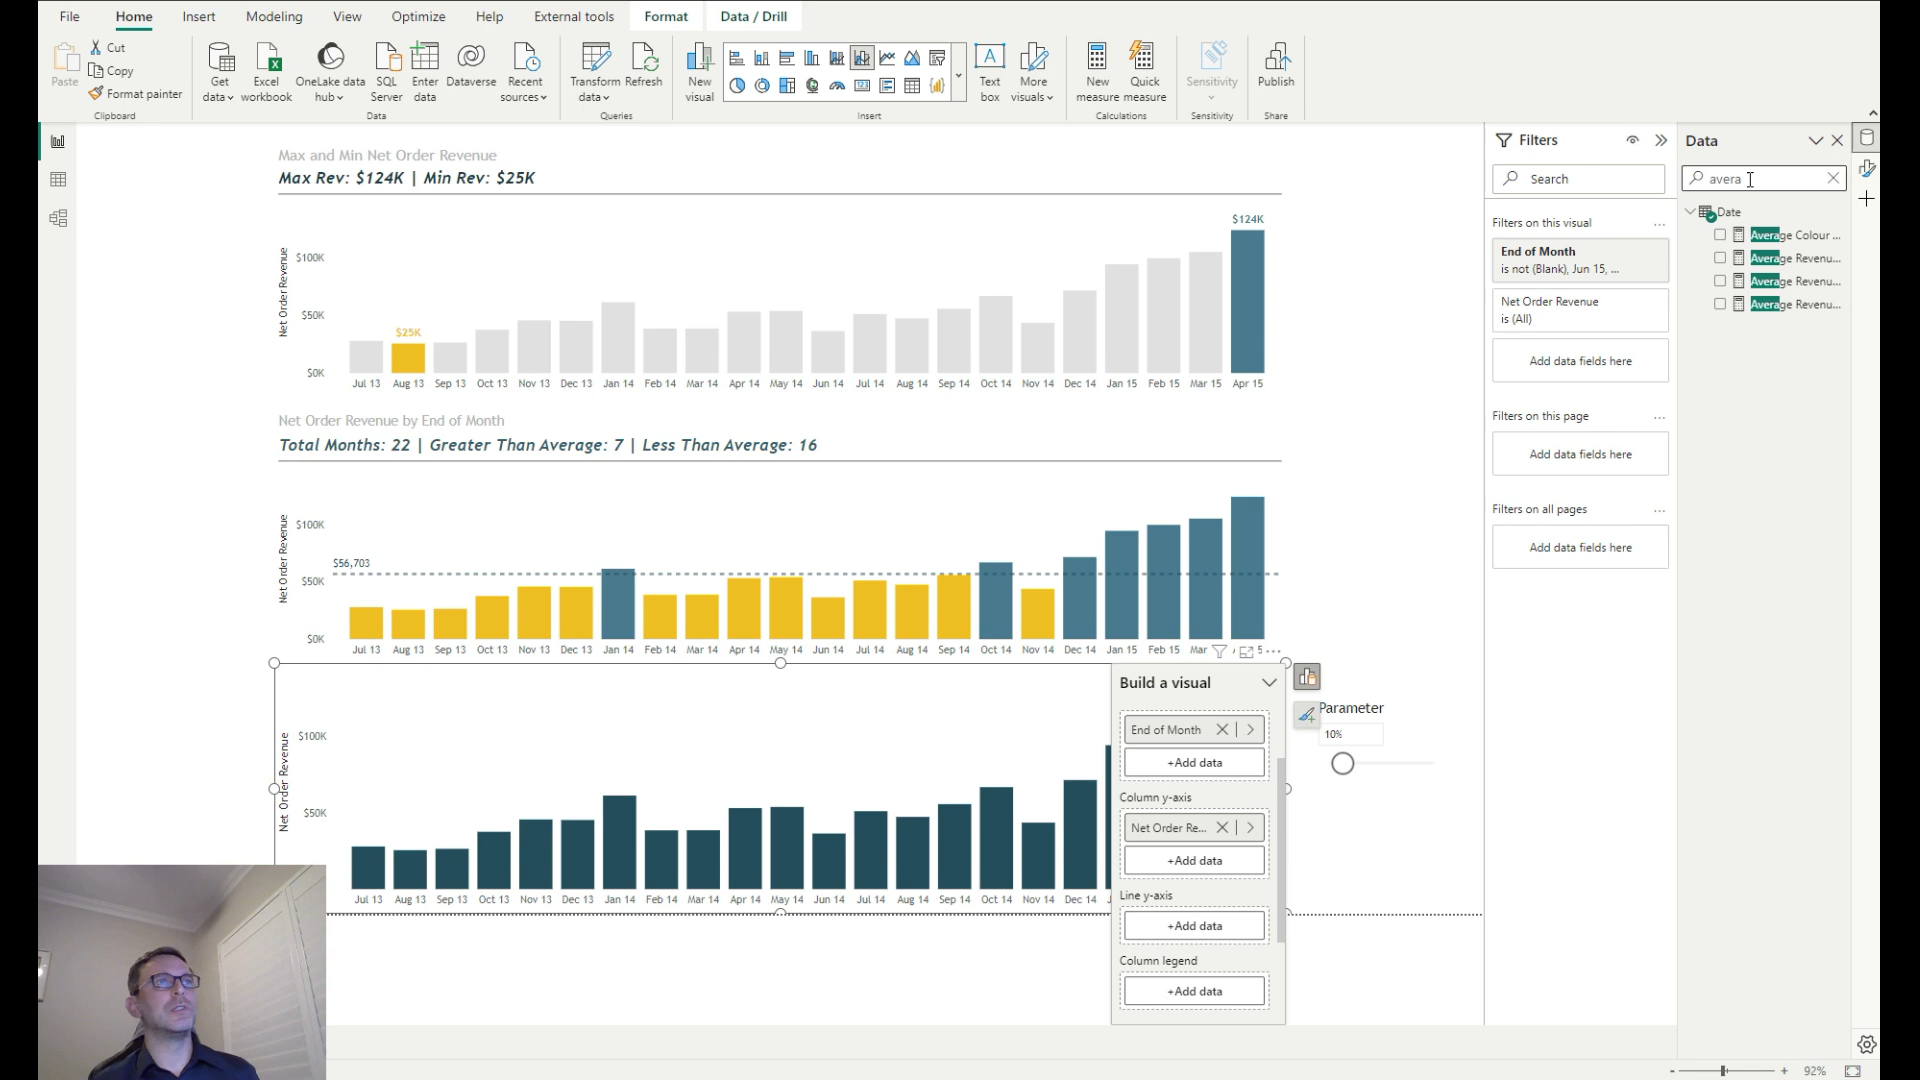 File Home Insert Modeling View Optimize Help External tools Format Data / Drill
Paste
Cut
Copy
Format painter
Clipboard
Get data
Excel workbook
OneLake data hub
SQL Server
Enter data
Dataverse
Recent sources
Data
Transform data
Refresh
Queries
New visual
Text box
More visuals
Insert
New measure
Quick measure
Calculations
Sensitivity
Sensitivity
Publish
Share
Max and Min Net Order Revenue
Max Rev: $124K | Min Rev: $25K
Net Order Revenue
$100K
$50K
$0K
$25K
$124K
Jul 13 Aug 13 Sep 13 Oct 13 Nov 13 Dec 13 Jan 14 Feb 14 Mar 14 Apr 14 May 14 Jun 14 Jul 14 Aug 14 Sep 14 Oct 14 Nov 14 Dec 14 Jan 15 Feb 15 Mar 15 Apr 15
Net Order Revenue by End of Month
Total Months: 22 | Greater Than Average: 7 | Less Than Average: 16
Net Order Revenue
$100K
$56,703
$50K
$0K
Jul 13 Aug 13 Sep 13 Oct 13 Nov 13 Dec 13 Jan 14 Feb 14 Mar 14 Apr 14 May 14 Jun 14 Jul 14 Aug 14 Sep 14 Oct 14 Nov 14 Dec 14 Jan 15 Feb 15 Mar
Net Order Revenue
$100K
$50K
Jul 13 Aug 13 Sep 13 Oct 13 Nov 13 Dec 13 Jan 14 Feb 14 Mar 14 Apr 14 May 14 Jun 14 Jul 14 Aug 14 Sep 14 Oct 14 Nov 14 Dec 14
Build a visual
End of Month
+Add data
Column y-axis
Net Order Re...
+Add data
Line y-axis
+Add data
Column legend
+Add data
Parameter
10%
Filters
Search
Filters on this visual
End of Month
is not (Blank), Jun 15, ...
Net Order Revenue
is (All)
Add data fields here
Filters on this page
Add data fields here
Filters on all pages
Add data fields here
Data
avera
Date
Average Colour ...
Average Revenu...
Average Revenu...
Average Revenu...
- + 92%